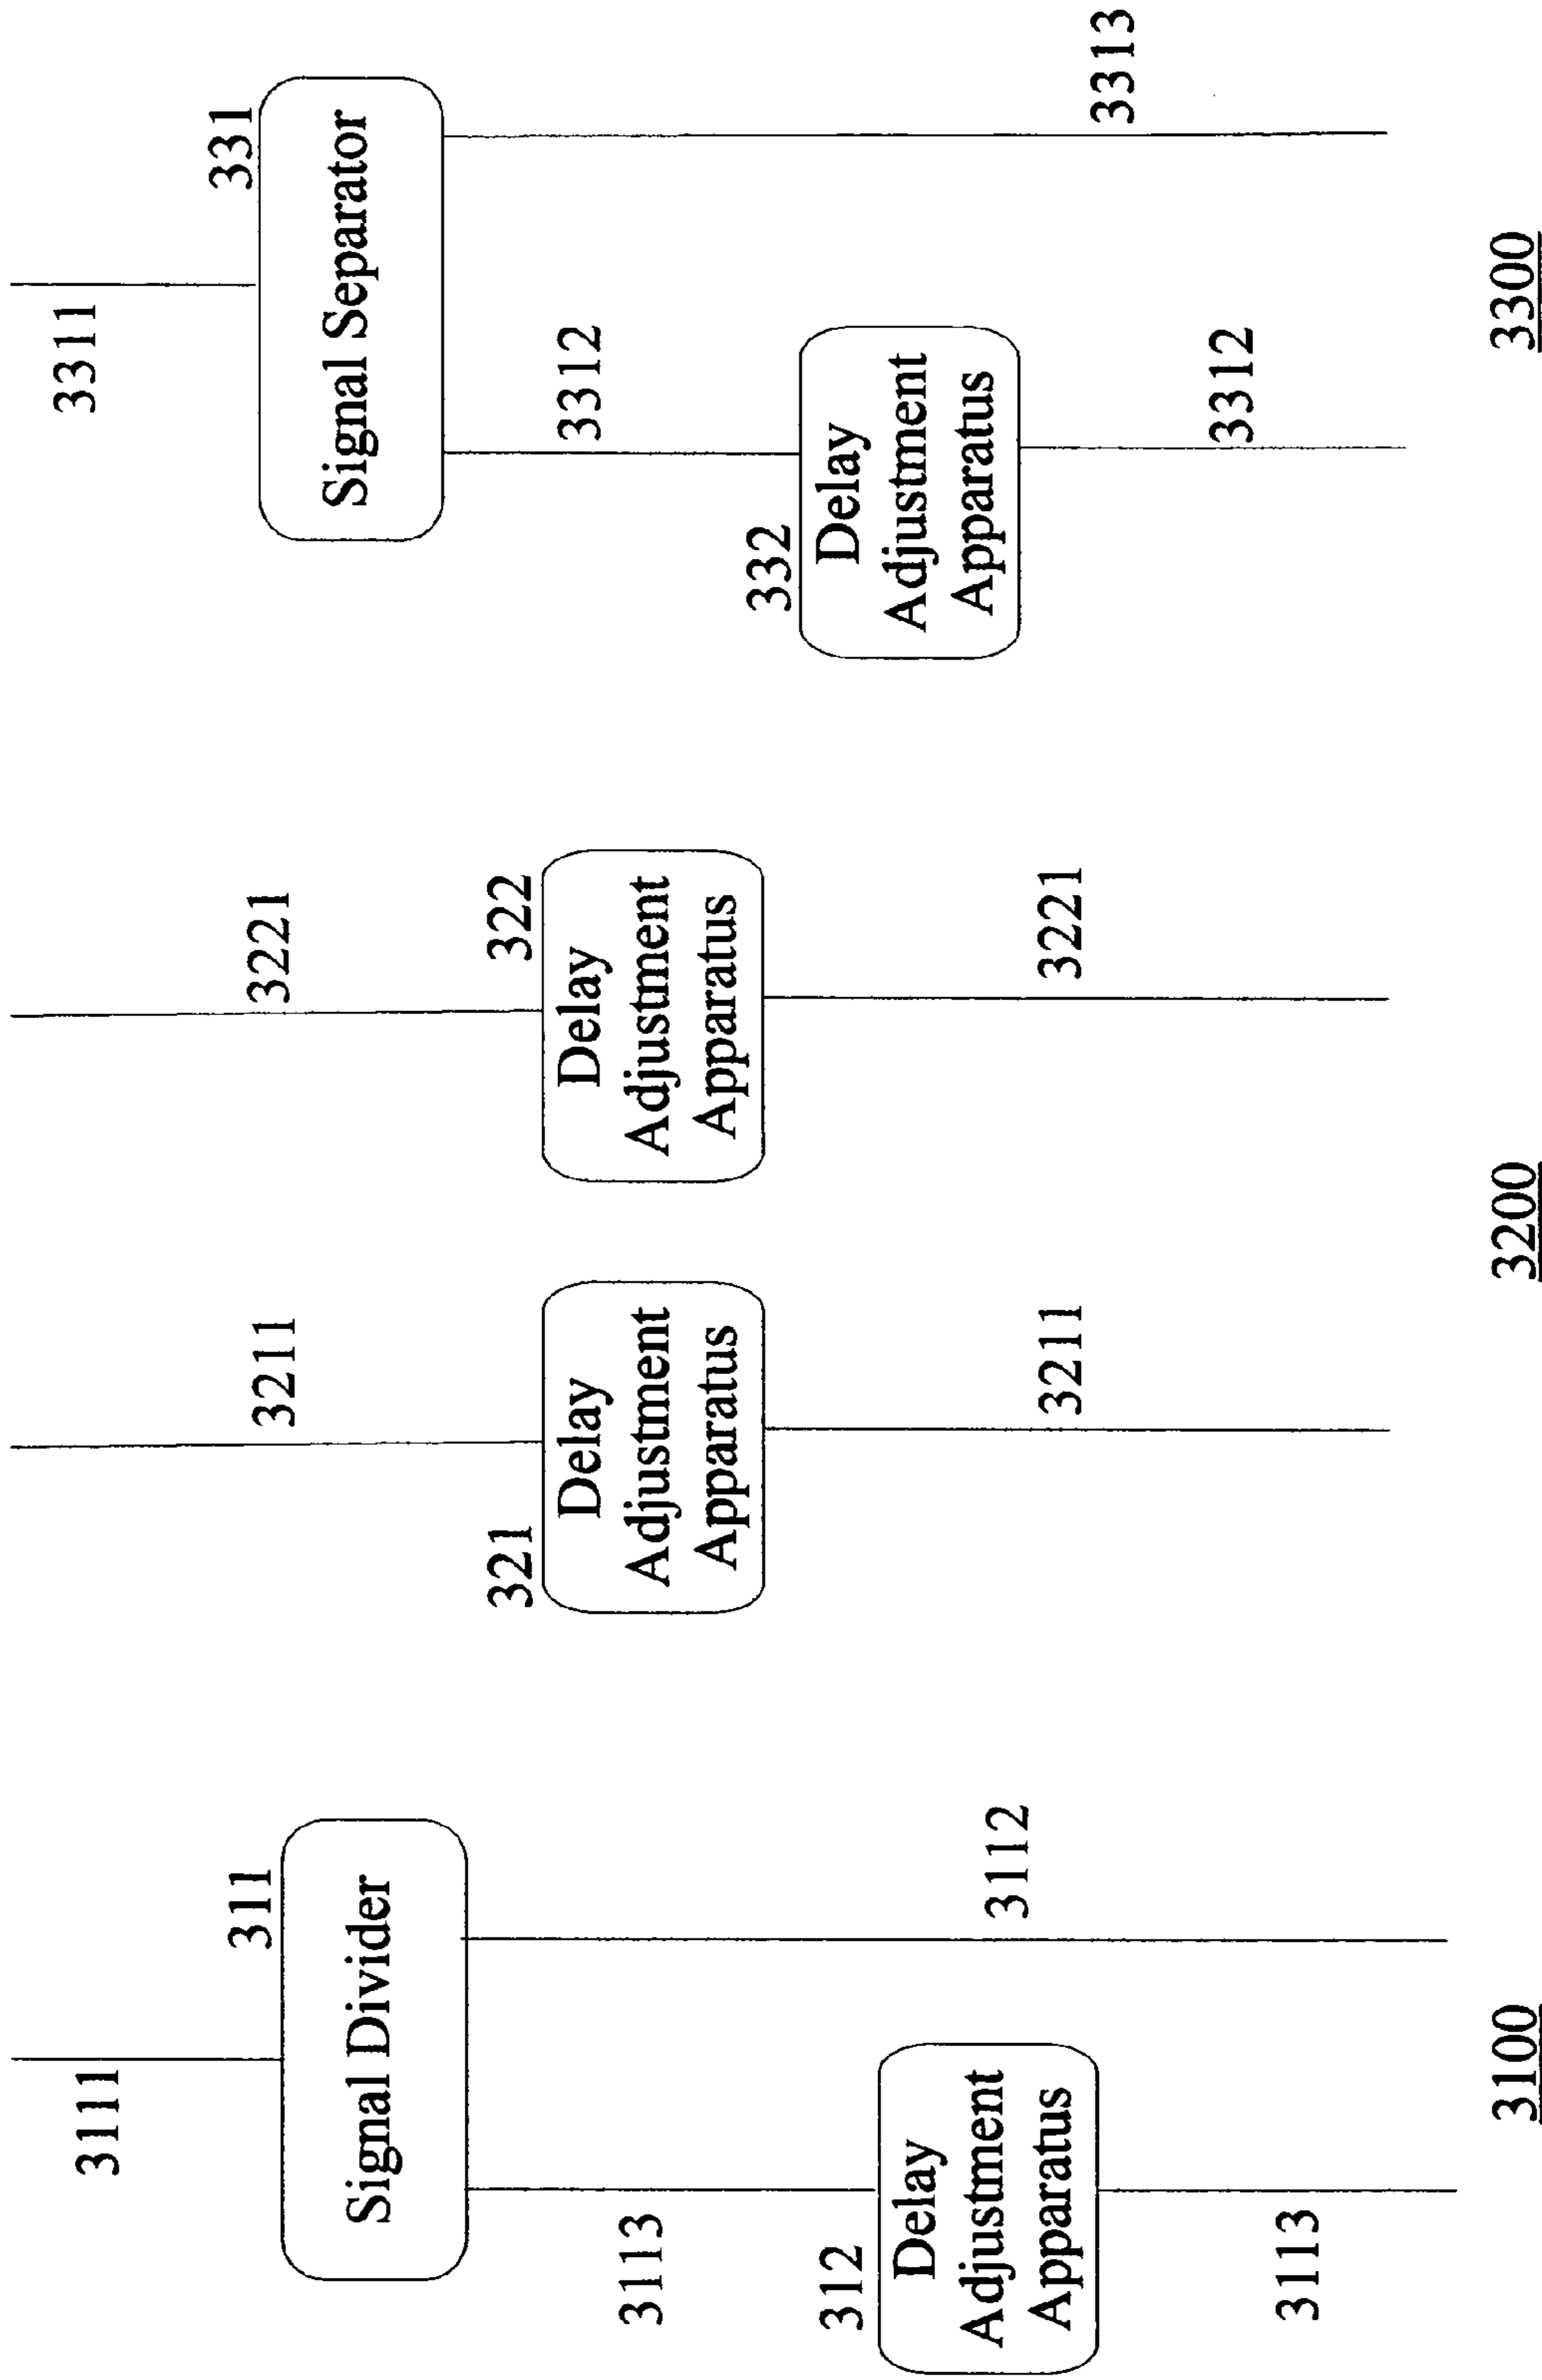 3111
311
Signal Divider
3113
3112
312
Delay
Adjustment
Apparatus
3113
3100
3211
3221
321
Delay
Adjustment
Apparatus
322
Delay
Adjustment
Apparatus
3211
3221
3200
3311
331
Signal Separator
3312
3313
332
Delay
Adjustment
Apparatus
3312
3300